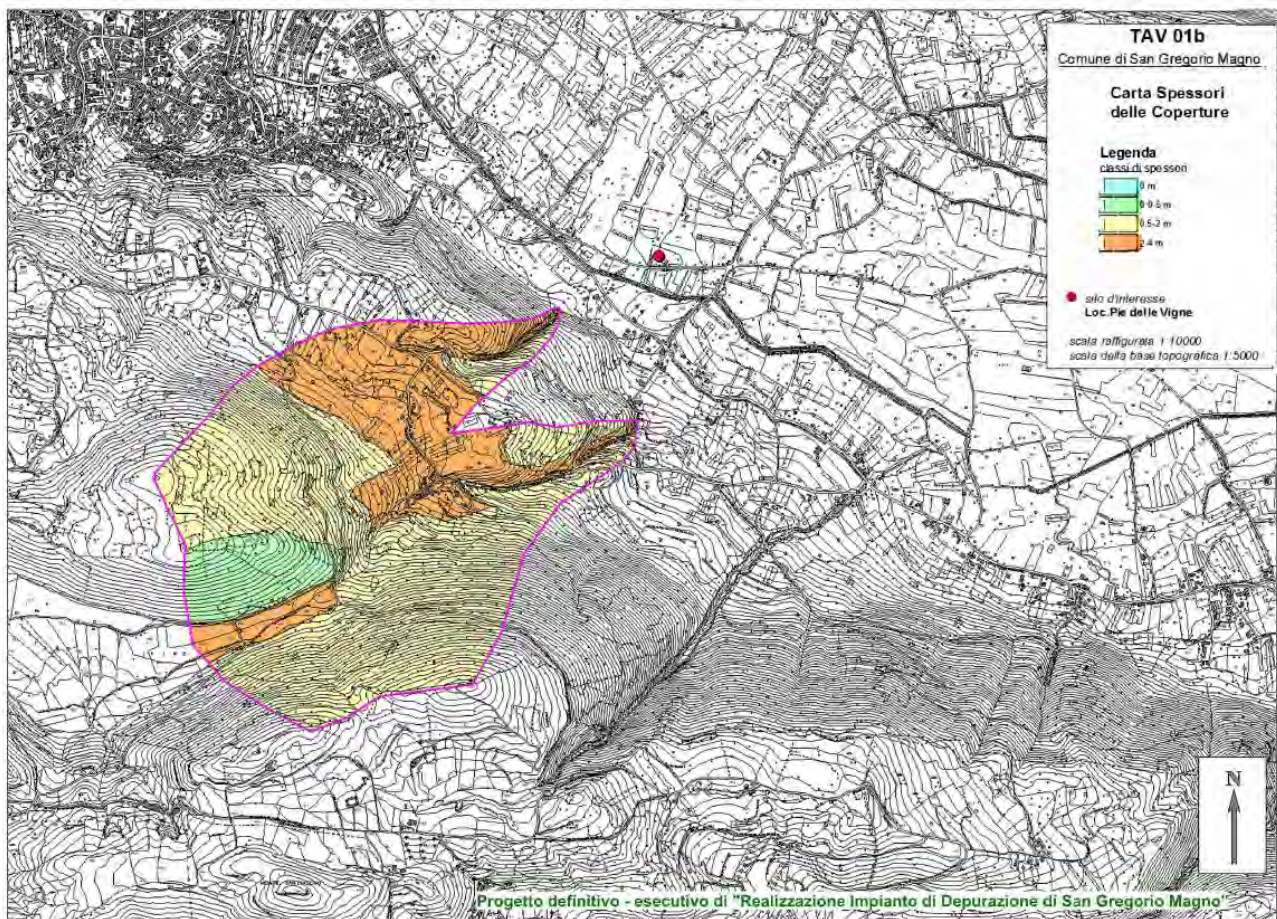 TAV 01b
Comune di San Gregorio Magno
Carta Spessori
delle Coperture
Legenda
classi di spessori
0 m
0-0.5 m
0.5-2 m
2-4 m
sito d'interesse
Loc.Pie delle Vigne
scala raffigurata 1:10000
scala della base topografica 1:5000
N
Progetto definitivo - esecutivo di "Realizzazione Impianto di Depurazione di San Gregorio Magno"